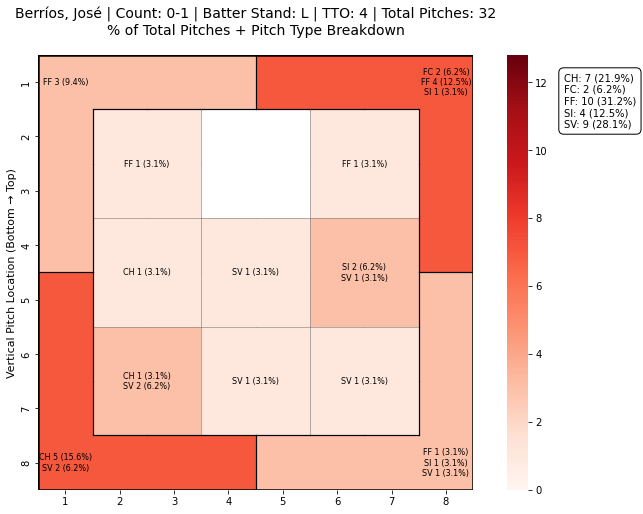 Berríos, José | Count: 0-1 | Batter Stand: L | TTO: 4 | Total Pitches: 32
% of Total Pitches + Pitch Type Breakdown
FF 3 (9.4%)
FC 2 (6.2%)
FF 4 (12.5%)
SI 1 (3.1%)
FF 1 (3.1%)
FF 1 (3.1%)
CH 1 (3.1%)
SV 1 (3.1%)
SI 2 (6.2%)
SV 1 (3.1%)
CH 1 (3.1%)
SV 2 (6.2%)
SV 1 (3.1%)
SV 1 (3.1%)
CH 5 (15.6%)
SV 2 (6.2%)
FF 1 (3.1%)
SI 1 (3.1%)
SV 1 (3.1%)
Vertical Pitch Location (Bottom → Top)
1
2
3
4
5
6
7
8
1 2 3 4 5 6 7 8
12
10
8
6
4
2
0
CH: 7 (21.9%)
FC: 2 (6.2%)
FF: 10 (31.2%)
SI: 4 (12.5%)
SV: 9 (28.1%)